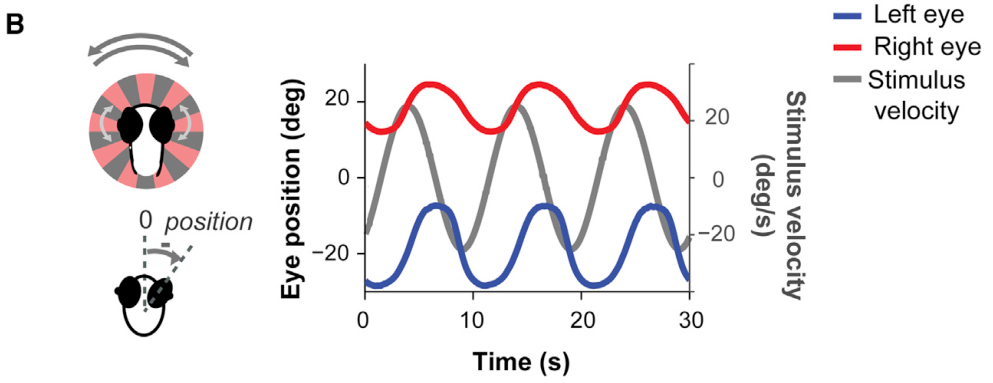 B
0 position
-
Left eye
Right eye
Stimulus
velocity
Eye position (deg)
20
0
−20
20
0
−20
Stimulus velocity
(deg/s)
0 10 20 30
Time (s)